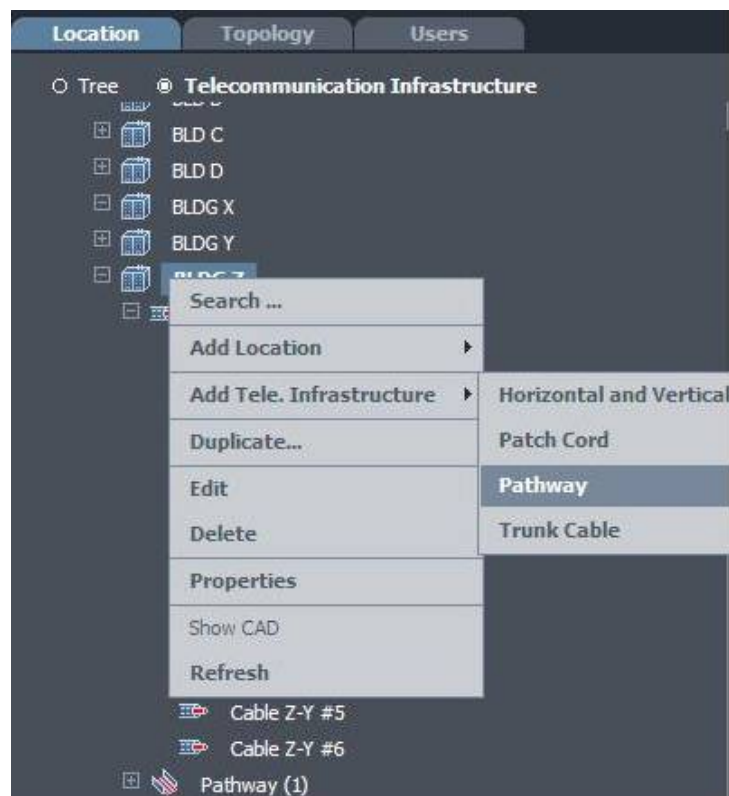 Location Topology Users
Tree Telecommunication Infrastructure
BLD C
BLD D
BLDG X
BLDG Y
BLDG Z
Search ...
Add Location
Add Tele. Infrastructure
Horizontal and Vertical
Duplicate...
Patch Cord
Edit
Pathway
Delete
Trunk Cable
Properties
Show CAD
Refresh
Cable Z-Y #5
Cable Z-Y #6
Pathway (1)